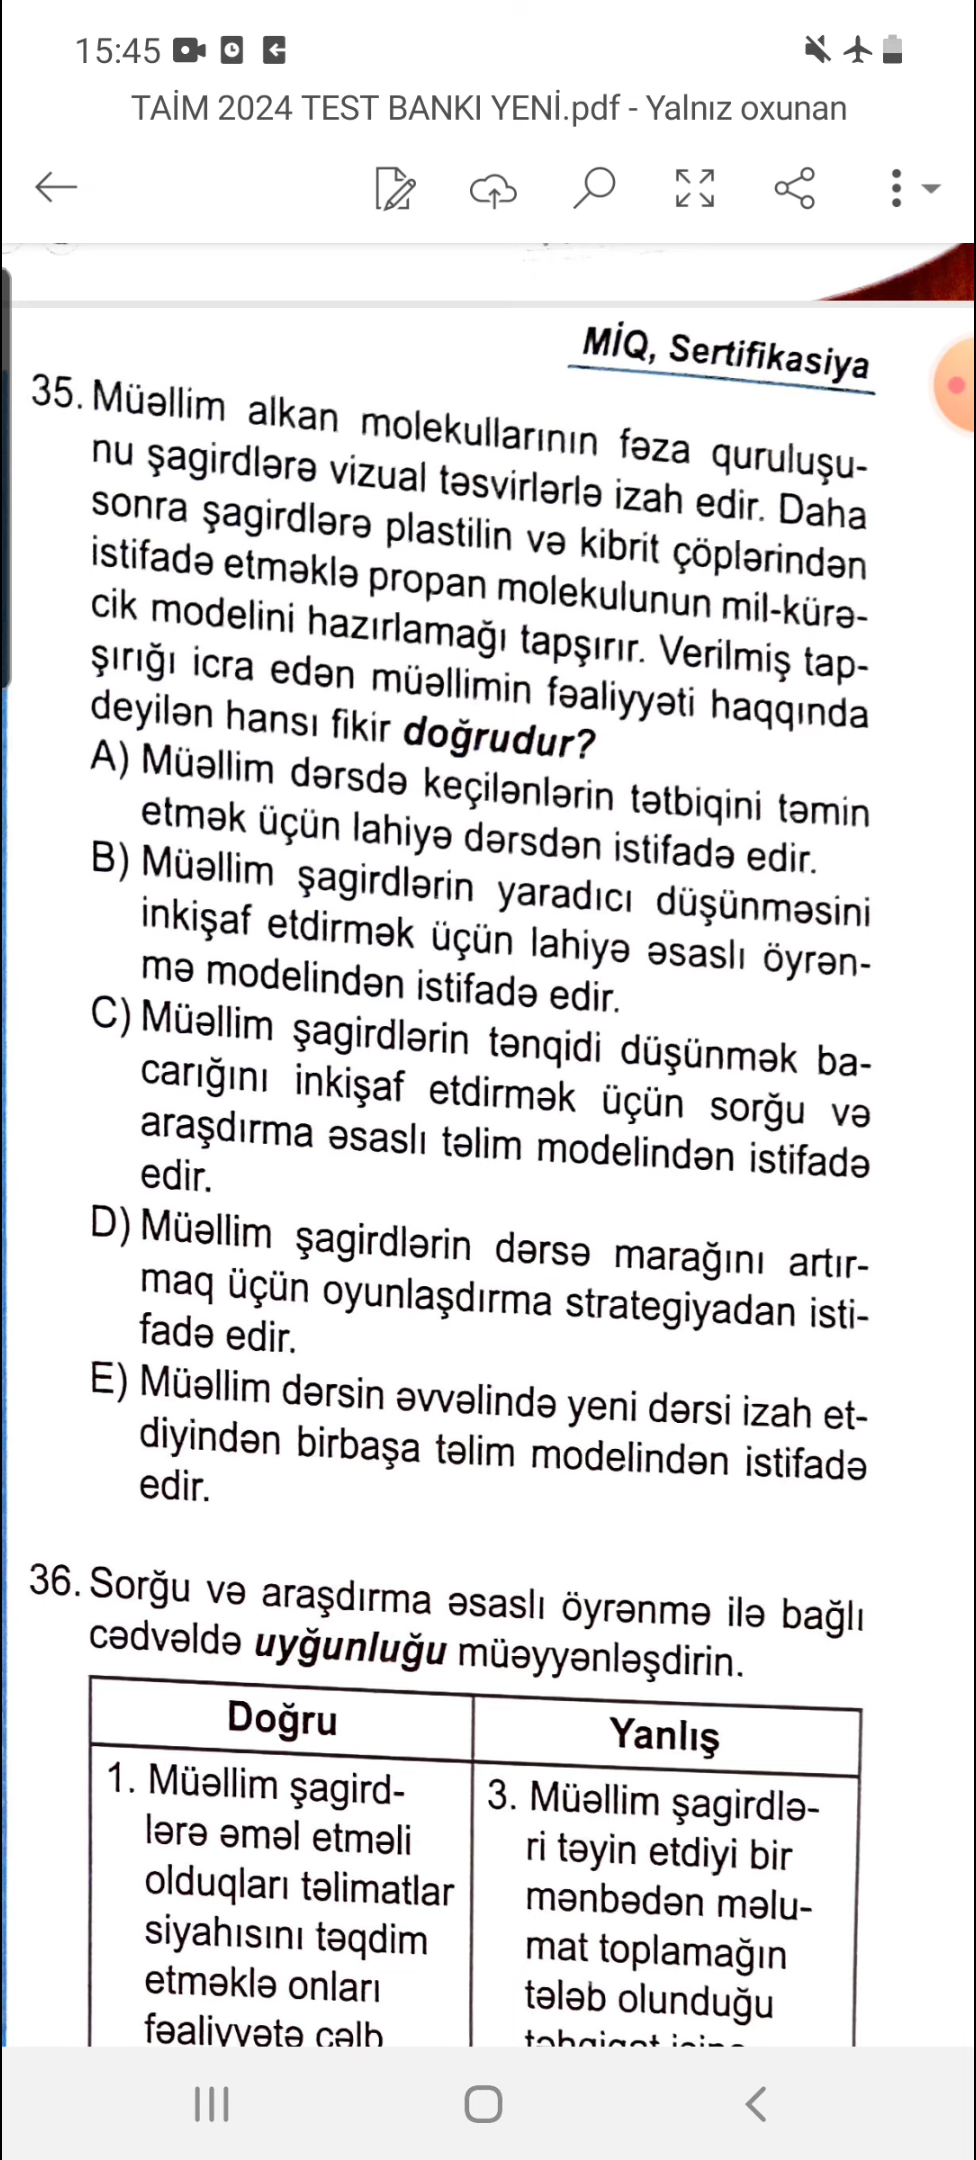 15:45
TAİM 2024 TEST BANKI YENİ.pdf - Yalnız oxunan
MİQ, Sertifikasiya
35. Müəllim alkan molekullarının fəza quruluşu-
nu şagirdlərə vizual təsvirlərlə izah edir. Daha
sonra şagirdlərə plastilin və kibrit çöplərindən
istifadə etməklə propan molekulunun mil-kürə-
cik modelini hazırlamağı tapşırır. Verilmiş tap-
şırığı icra edən müəllimin fəaliyyəti haqqında
deyilən hansı fikir doğrudur?
A) Müəllim dərsdə keçilənlərin tətbiqini təmin
etmək üçün lahiyə dərsdən istifadə edir.
B) Müəllim şagirdlərin yaradıcı düşünməsini
inkişaf etdirmək üçün lahiyə əsaslı öyrən-
mə modelindən istifadə edir.
C) Müəllim şagirdlərin tənqidi düşünmək ba-
carığını inkişaf etdirmək üçün sorğu və
araşdırma əsaslı təlim modelindən istifadə
edir.
D) Müəllim şagirdlərin dərsə marağını artır-
maq üçün oyunlaşdırma strategiyadan isti-
fadə edir.
E) Müəllim dərsin əvvəlində yeni dərsi izah et-
diyindən birbaşa təlim modelindən istifadə
edir.
36. Sorğu və araşdırma əsaslı öyrənmə ilə bağlı
cədvəldə uyğunluğu müəyyənləşdirin.
Doğru
Yanlış
1. Müəllim şagird-
lərə əməl etməli
olduqları təlimatlar
siyahısını təqdim
etməklə onları
fəaliyyətə cəlb
3. Müəllim şagirdlə-
ri təyin etdiyi bir
mənbədən məlu-
mat toplamağın
tələb olunduğu